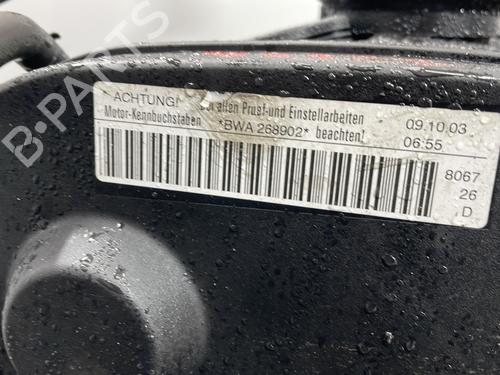 ACHTUNG! allen Prüf-und Einstellarbeiten 09.10.03
Motor-Kennbuchstaben *BWA 268902* beachten! 06:55
8067
26
D
B-PARTS